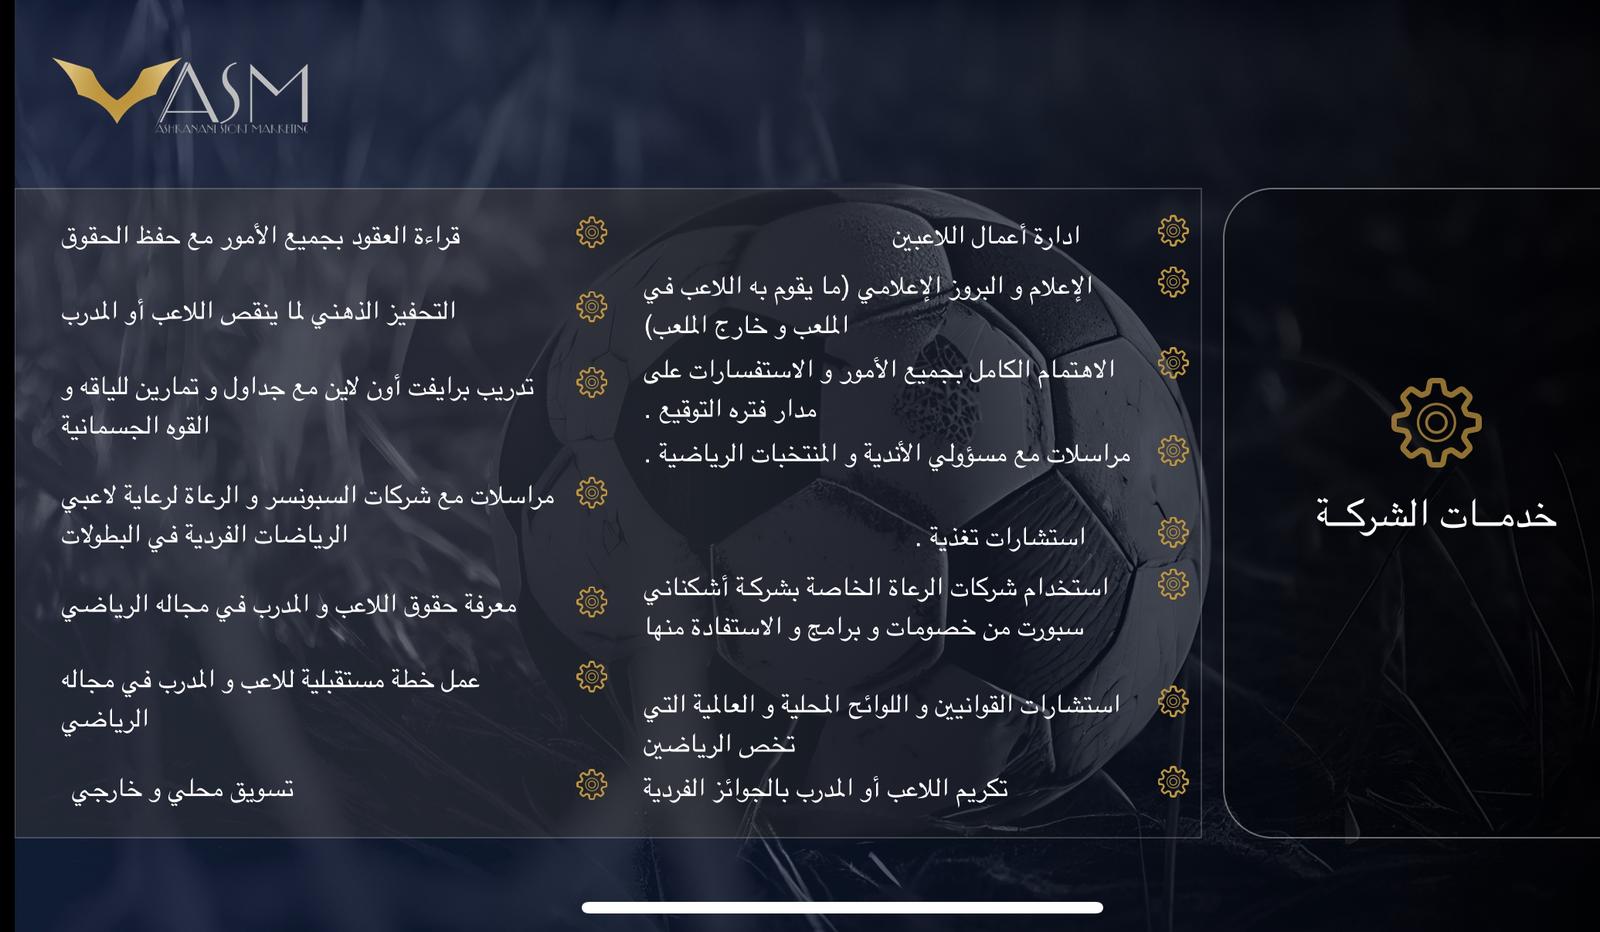 ASM
ASHKANANI SPORT MARKETING
خدمــات الشركــة
ادارة أعمال اللاعبين
الإعلام و البروز الإعلامي (ما يقوم به اللاعب في
الملعب و خارج الملعب)
الاهتمام الكامل بجميع الأمور و الاستفسارات على
مدار فتره التوقيع .
مراسلات مع مسؤولي الأندية و المنتخبات الرياضية .
استشارات تغذية .
استخدام شركات الرعاة الخاصة بشركة أشكناني
سبورت من خصومات و برامج و الاستفادة منها
استشارات القوانيين و اللوائح المحلية و العالمية التي
تخص الرياضين
تكريم اللاعب أو المدرب بالجوائز الفردية
قراءة العقود بجميع الأمور مع حفظ الحقوق
التحفيز الذهني لما ينقص اللاعب أو المدرب
تدريب برايفت أون لاين مع جداول و تمارين للياقه و
القوه الجسمانية
مراسلات مع شركات السبونسر و الرعاة لرعاية لاعبي
الرياضات الفردية في البطولات
معرفة حقوق اللاعب و المدرب في مجاله الرياضي
عمل خطة مستقبلية للاعب و المدرب في مجاله
الرياضي
تسويق محلي و خارجي